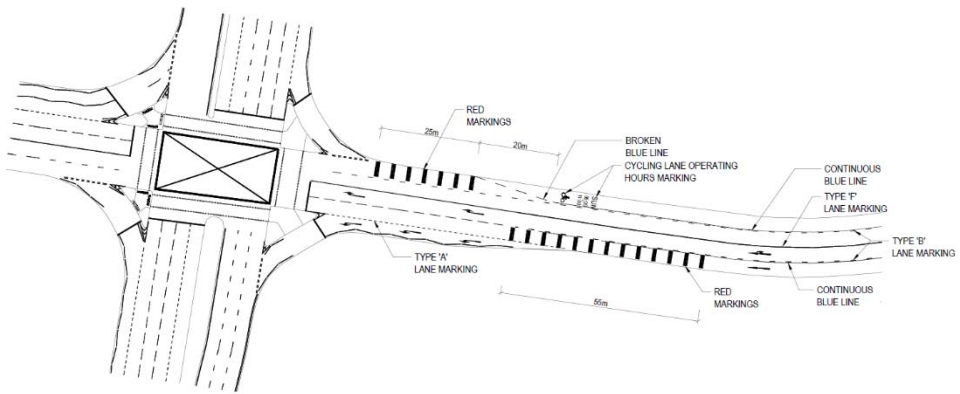 RED
MARKINGS
25m
20m
BROKEN
BLUE LINE
CYCLING LANE OPERATING
HOURS MARKING
CONTINUOUS
BLUE LINE
TYPE 'F'
LANE MARKING
TYPE 'B'
LANE MARKING
TYPE 'A'
LANE MARKING
RED
MARKINGS
CONTINUOUS
BLUE LINE
55m